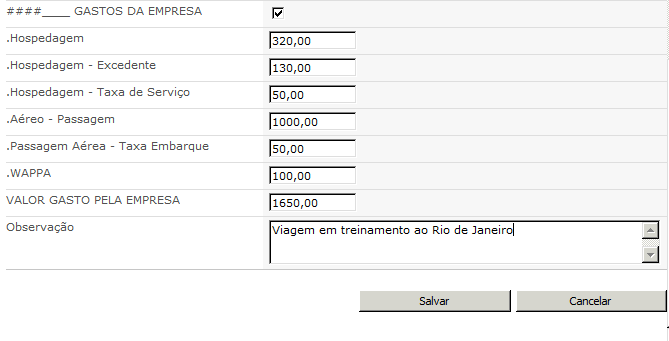 ####____ GASTOS DA EMPRESA
.Hospedagem 320,00
.Hospedagem - Excedente 130,00
.Hospedagem - Taxa de Serviço 50,00
.Aéreo - Passagem 1000,00
.Passagem Aérea - Taxa Embarque 50,00
.WAPPA 100,00
VALOR GASTO PELA EMPRESA 1650,00
Observação Viagem em treinamento ao Rio de Janeiro
Salvar Cancelar